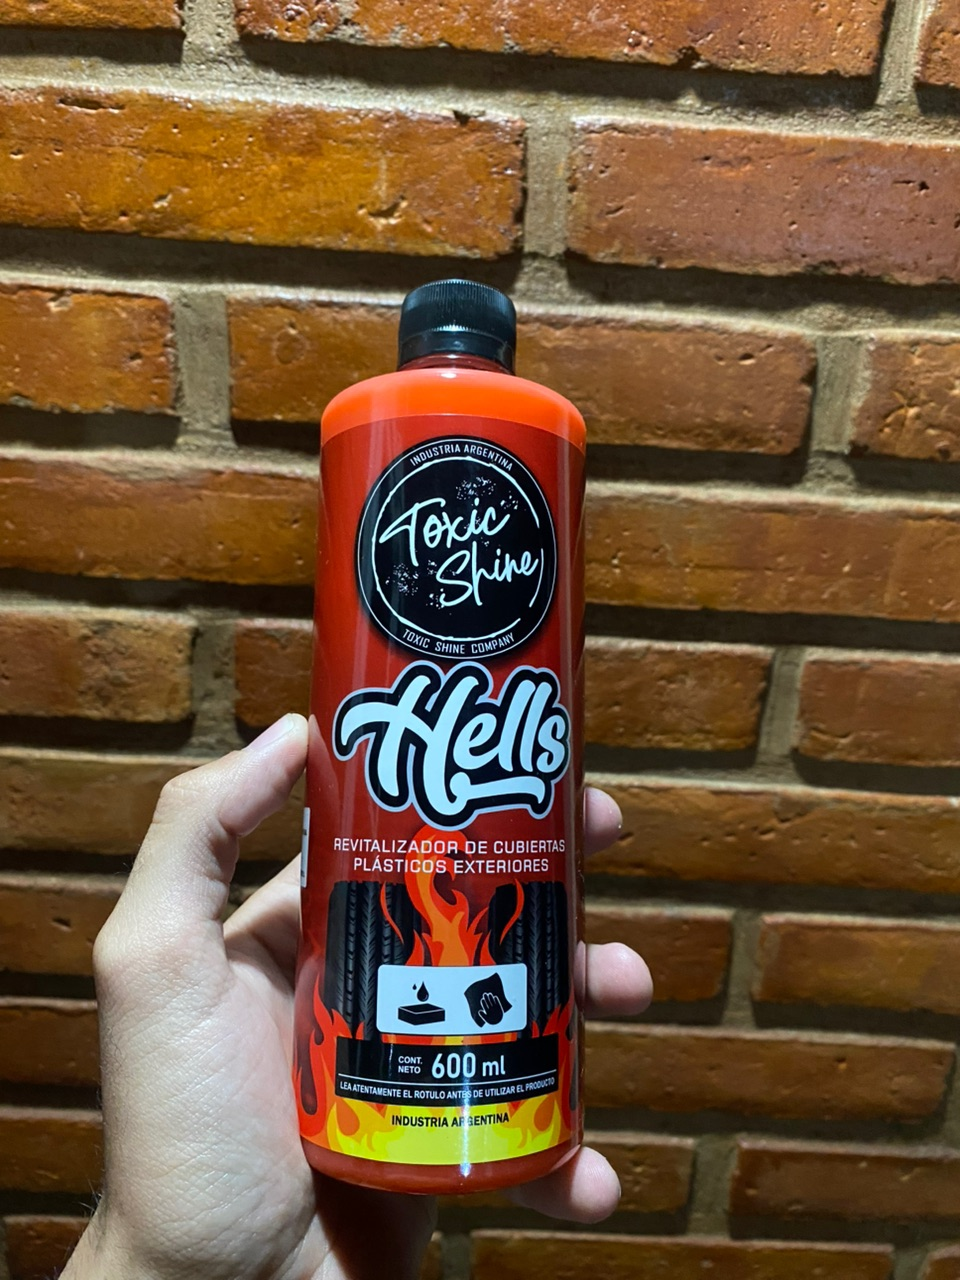 INDUSTRIA ARGENTINA
Toxic
Shine
TOXIC SHINE COMPANY
Hells
REVITALIZADOR DE CUBIERTAS
PLÁSTICOS EXTERIORES
CONT. NETO 600 ml
LEA ATENTAMENTE EL ROTULO ANTES DE UTILIZAR EL PRODUCTO
INDUSTRIA ARGENTINA